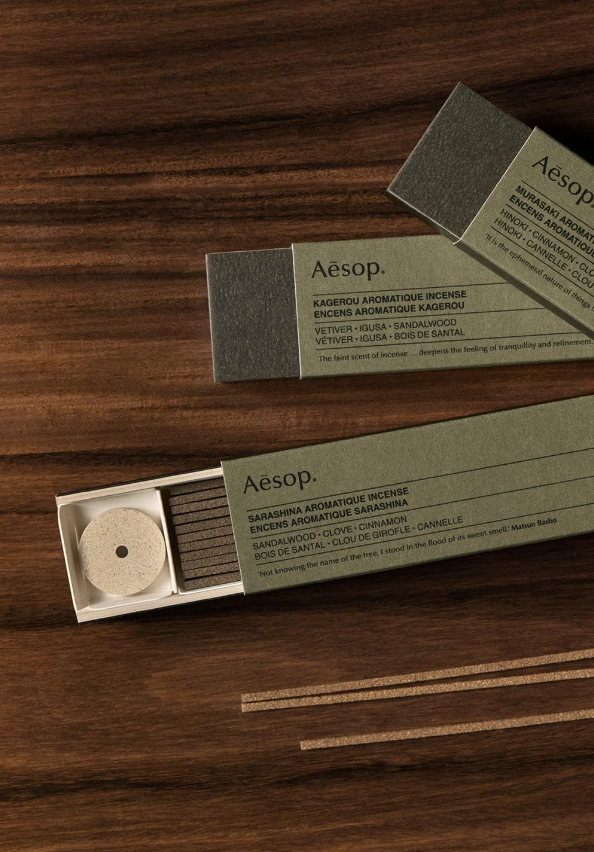 Aēsop.
MURASAKI AROMAT
ENCENS AROMATIQUE
HINOKI • CINNAMON • CLO
HINOKI • CANNELLE • CLOU
'It is the ephemeral nature of things
Aēsop.
KAGEROU AROMATIQUE INCENSE
ENCENS AROMATIQUE KAGEROU
VETIVER • IGUSA • SANDALWOOD
VÉTIVER • IGUSA • BOIS DE SANTAL
'The faint scent of incense ... deepens the feeling of tranquillity and refinement.
Aēsop.
SARASHINA AROMATIQUE INCENSE
ENCENS AROMATIQUE SARASHINA
SANDALWOOD • CLOVE • CINNAMON
BOIS DE SANTAL • CLOU DE GIROFLE • CANNELLE
'Not knowing the name of the tree, I stood in the flood of its sweet smell.' Matsuo Basho